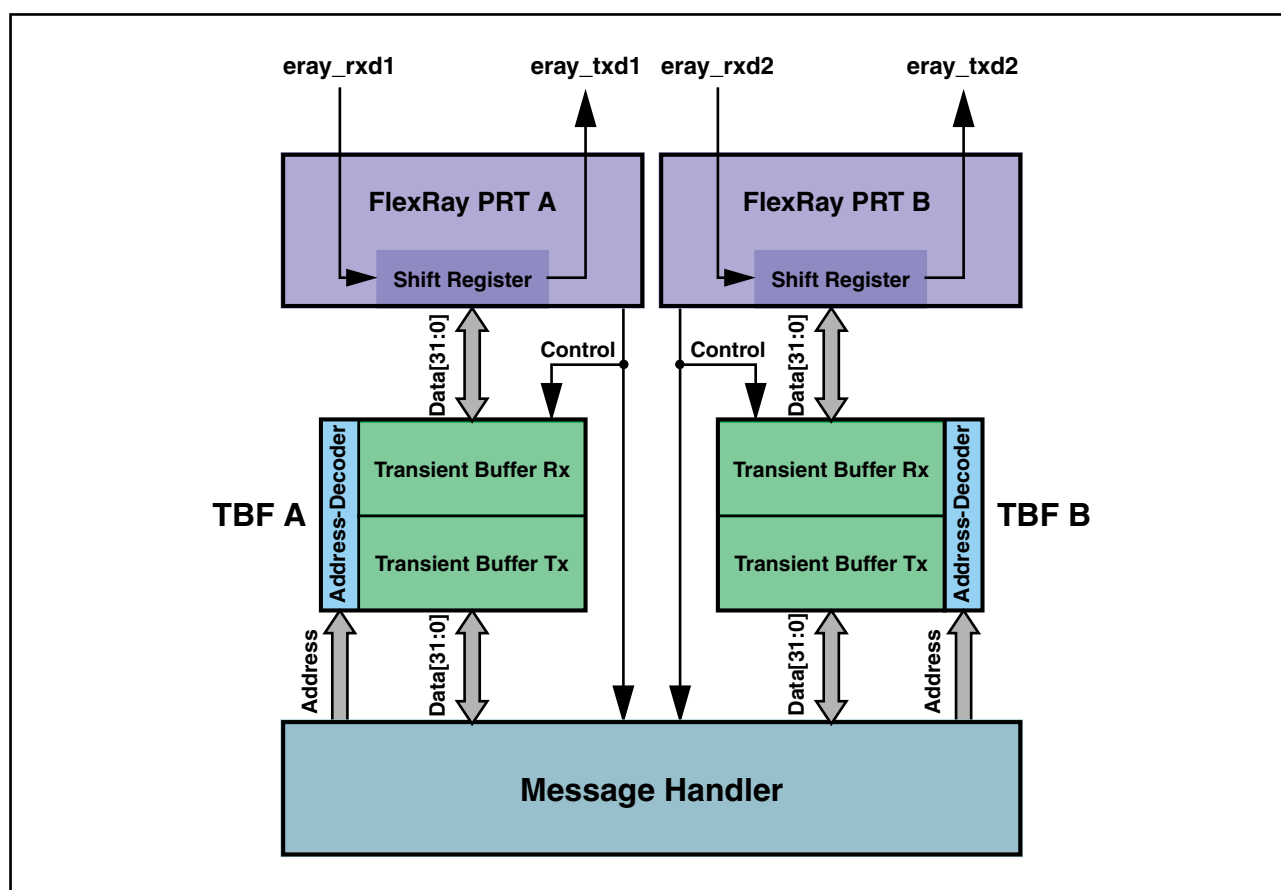 eray_rxd1
eray_txd1
eray_rxd2
eray_txd2
FlexRay PRT A
FlexRay PRT B
Shift Register
Shift Register
Data[31:0]
Control
Control
Data[31:0]
TBF A
Address-Decoder
Transient Buffer Rx
Transient Buffer Tx
Transient Buffer Rx
Transient Buffer Tx
Address-Decoder
TBF B
Address
Data[31:0]
Data[31:0]
Address
Message Handler